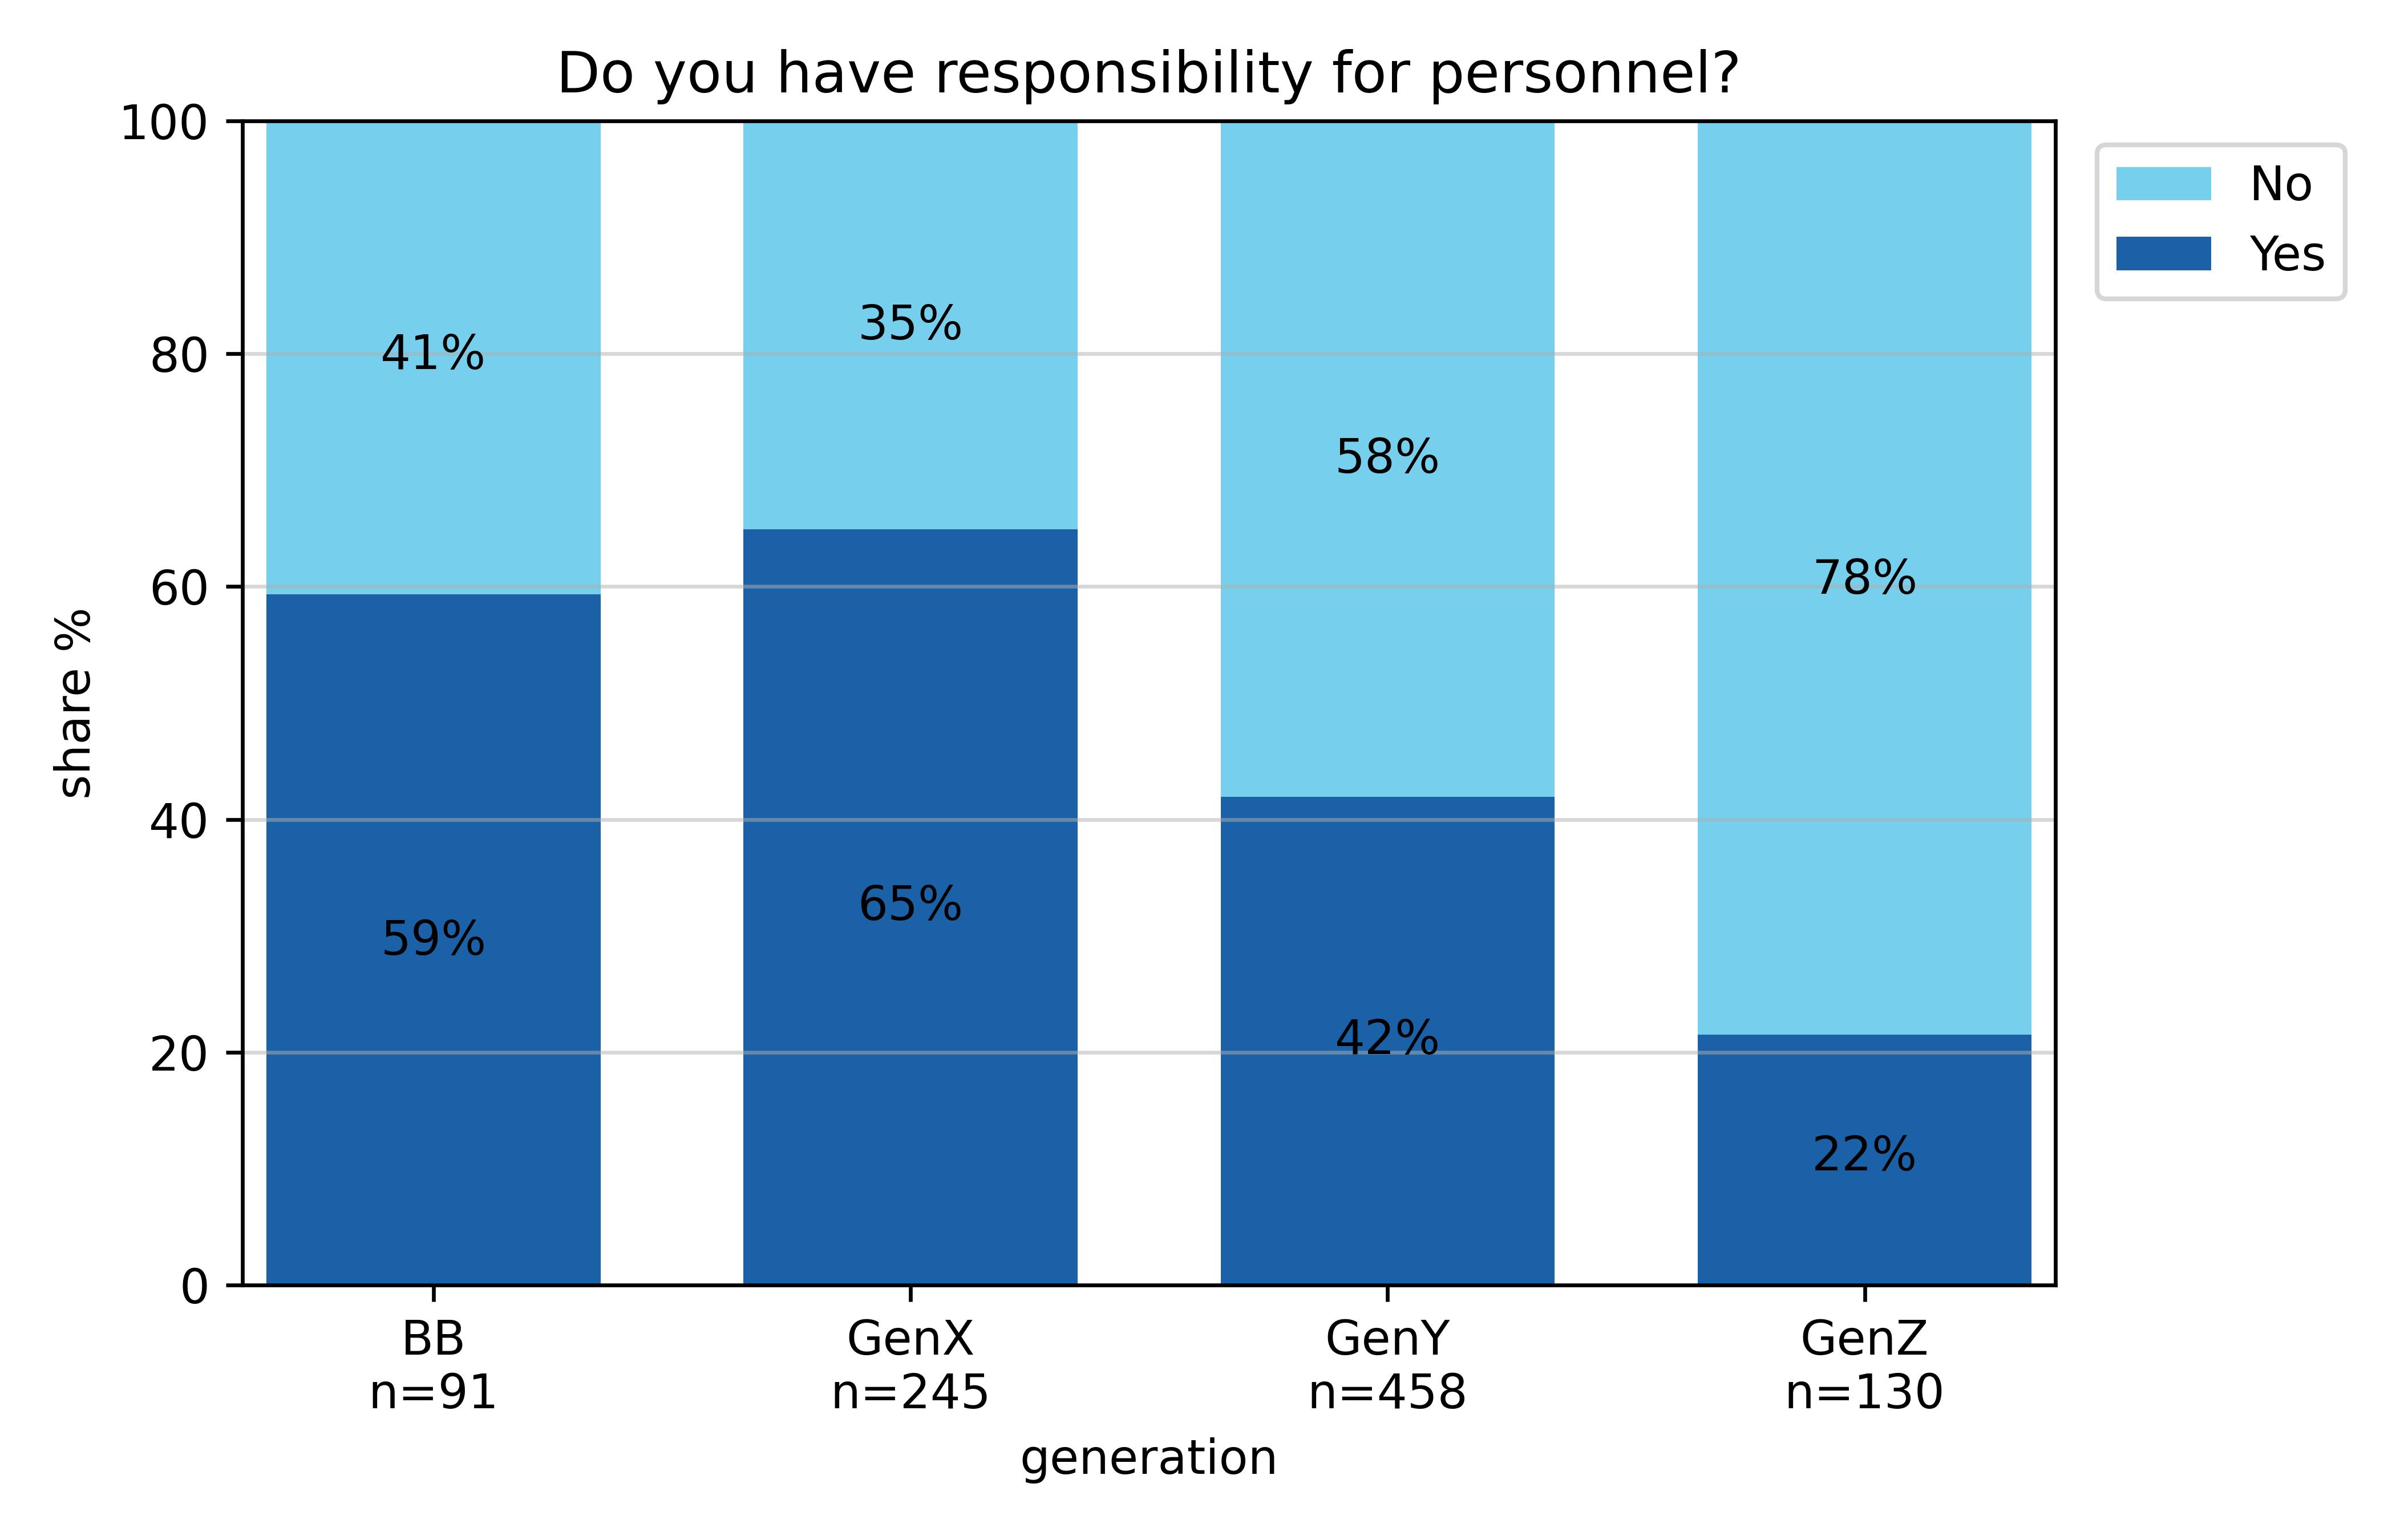 Do you have responsibility for personnel?
100
80
60
40
20
0
share %
41%
35%
58%
78%
59%
65%
42%
22%
No
Yes
BB
n=91
GenX
n=245
GenY
n=458
GenZ
n=130
generation